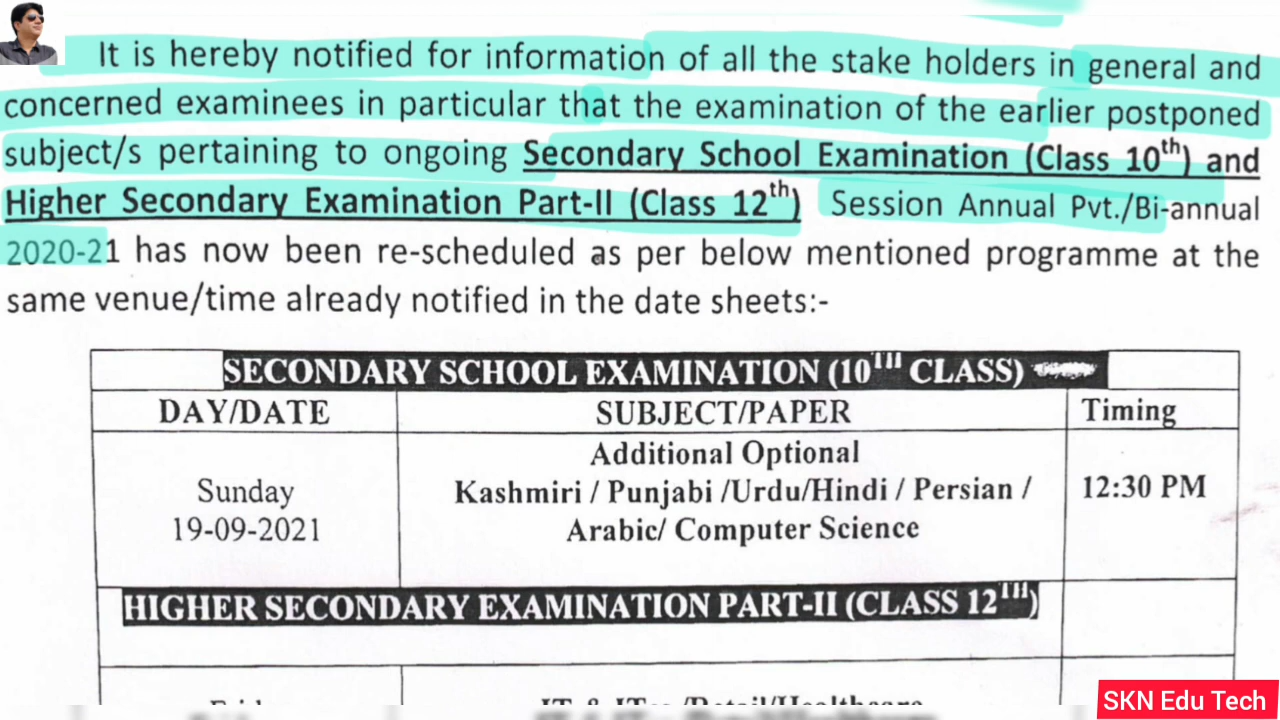 It is hereby notified for information of all the stake holders in general and
concerned examinees in particular that the examination of the earlier postponed
subject/s pertaining to ongoing Secondary School Examination (Class 10th) and
Higher Secondary Examination Part-II (Class 12th) Session Annual Pvt./Bi-annual
2020-21 has now been re-scheduled as per below mentioned programme at the
same venue/time already notified in the date sheets:-
SECONDARY SCHOOL EXAMINATION (10TH CLASS)
DAY/DATE SUBJECT/PAPER Timing
Additional Optional
Sunday Kashmiri / Punjabi /Urdu/Hindi / Persian / 12:30 PM
19-09-2021 Arabic/ Computer Science
HIGHER SECONDARY EXAMINATION PART-II (CLASS 12TH)
SKN Edu Tech